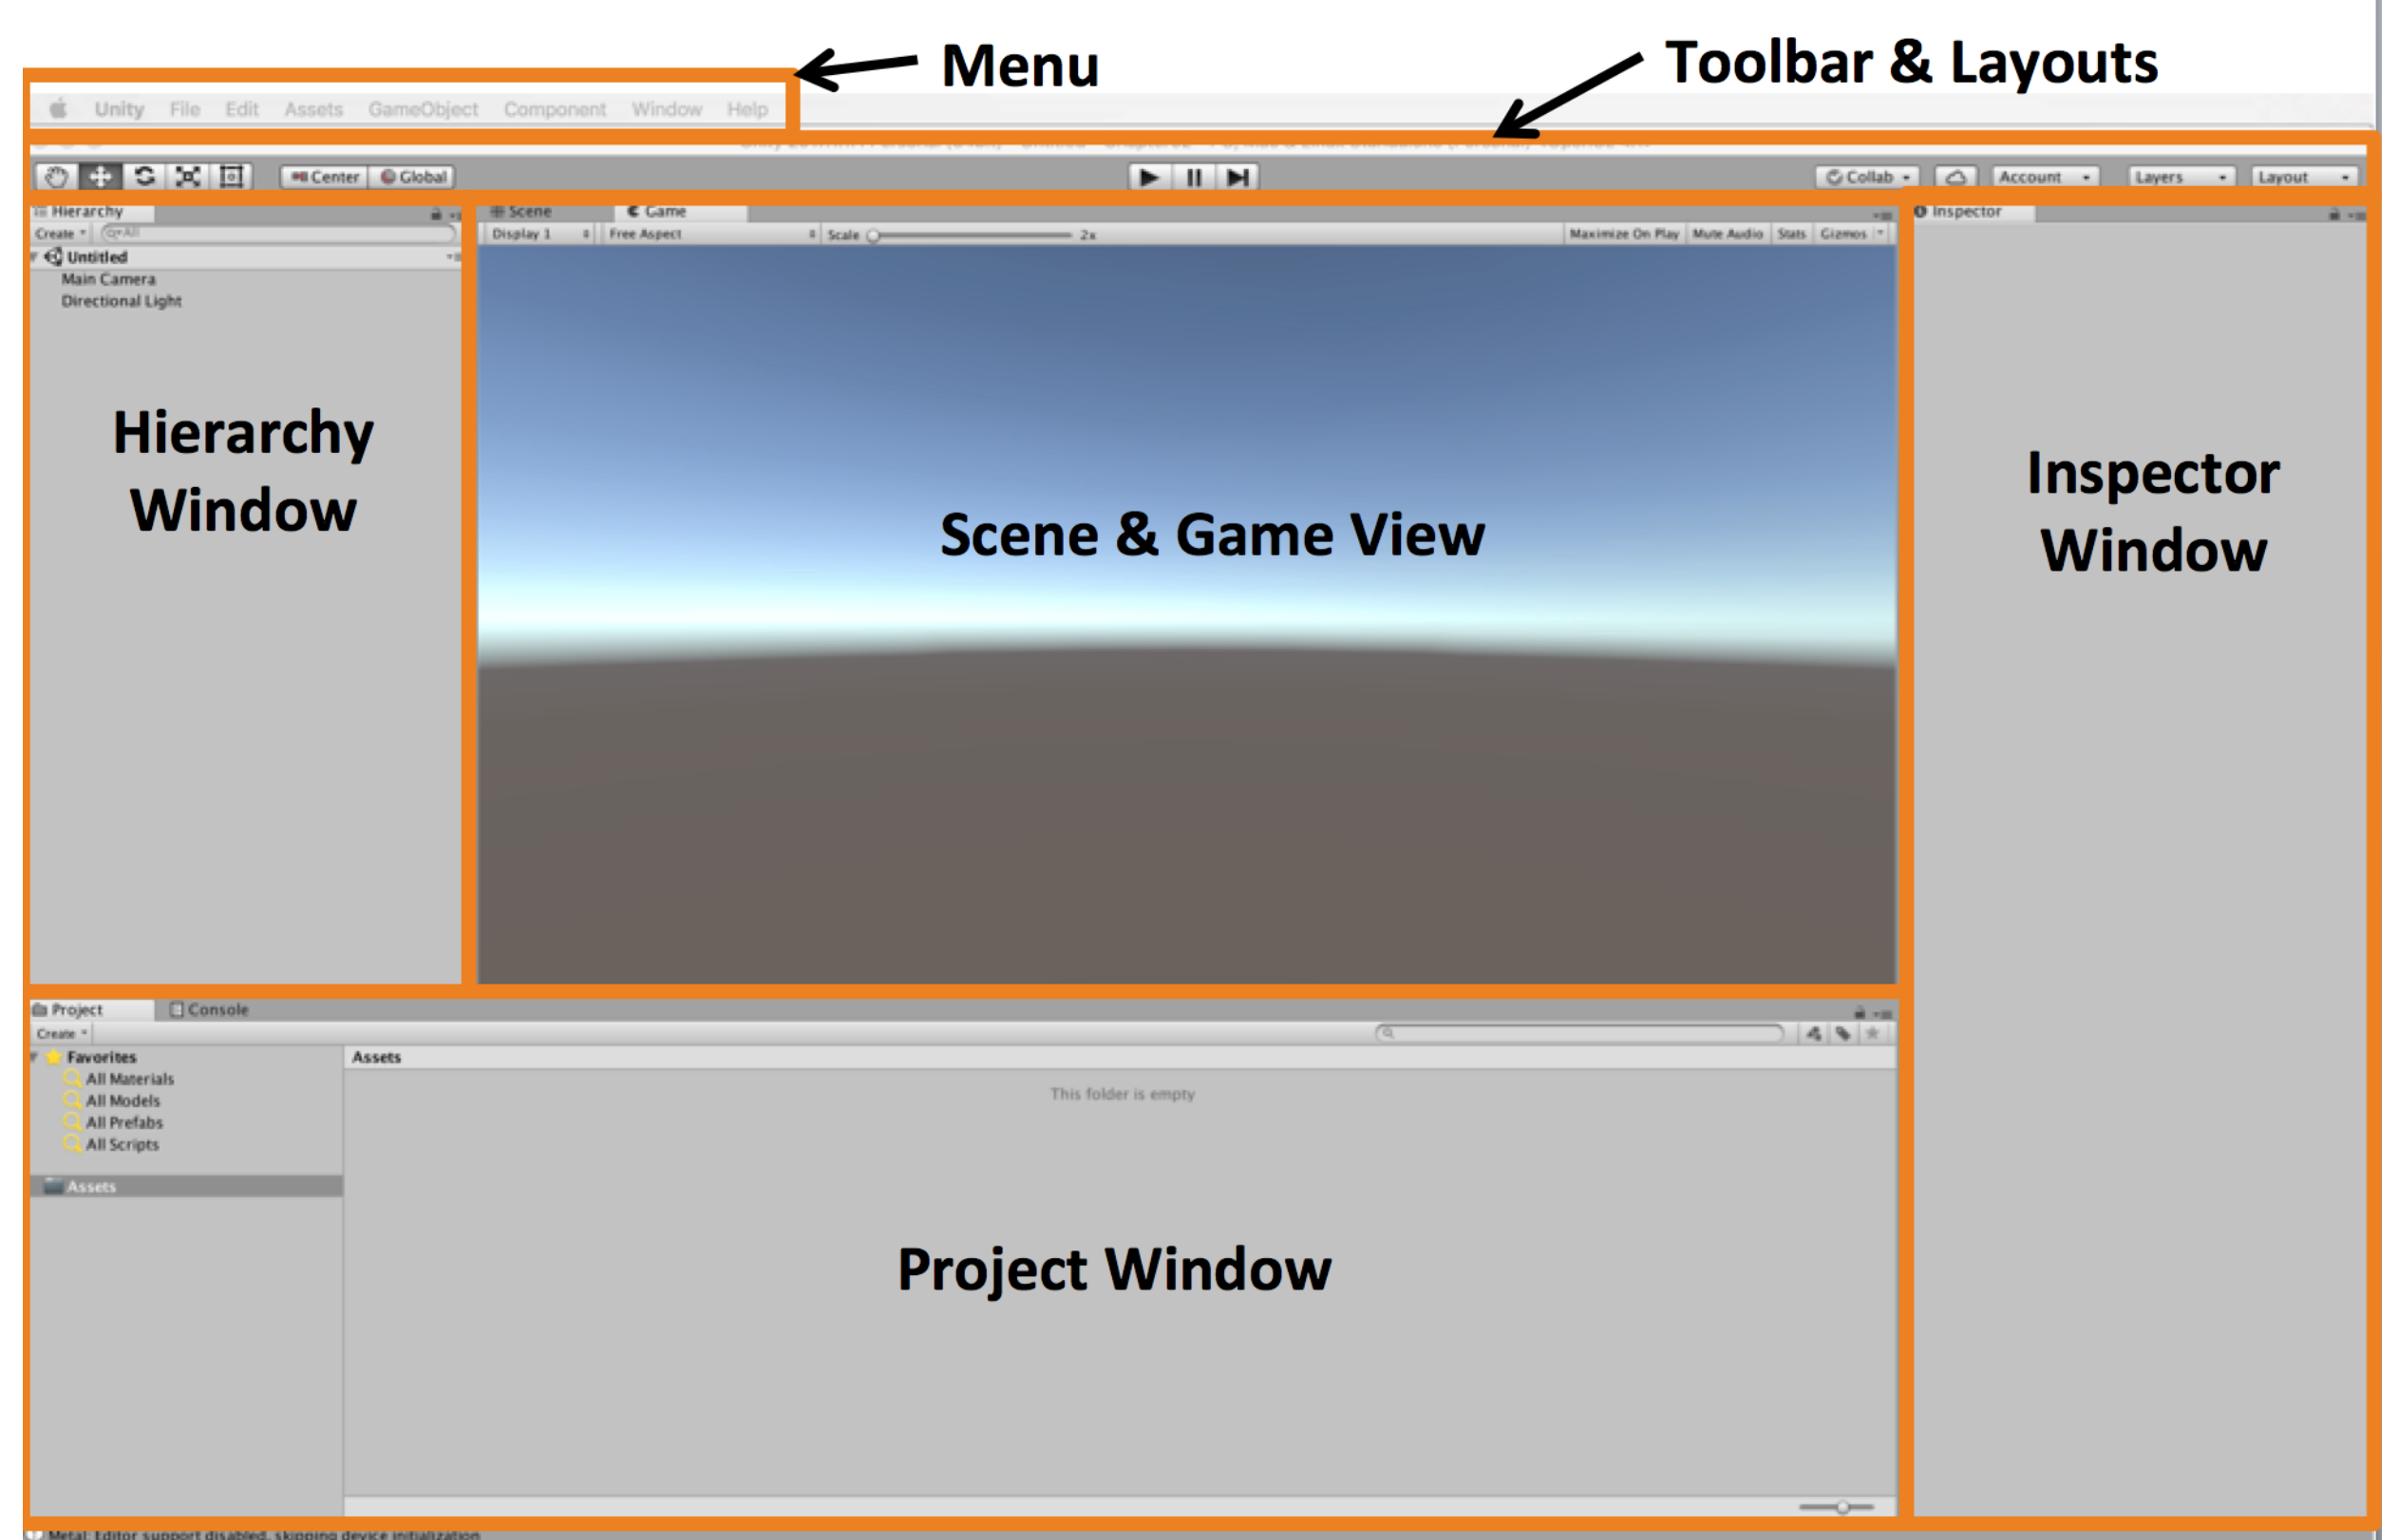 Menu
Toolbar & Layouts
Unity File Edit Assets GameObject Component Window Help
Center Global
Collab Account Layers Layout
Hierarchy
Create All
Untitled
Main Camera
Directional Light
Hierarchy
Window
Scene Game
Display 1 Free Aspect Scale 2x Maximize On Play Mute Audio Stats Gizmos
Scene & Game View
Inspector
Inspector
Window
Project Console
Create
Favorites
All Materials
All Models
All Prefabs
All Scripts
Assets
Assets
This folder is empty
Project Window
Metal: Editor support disabled, skipping device initialization